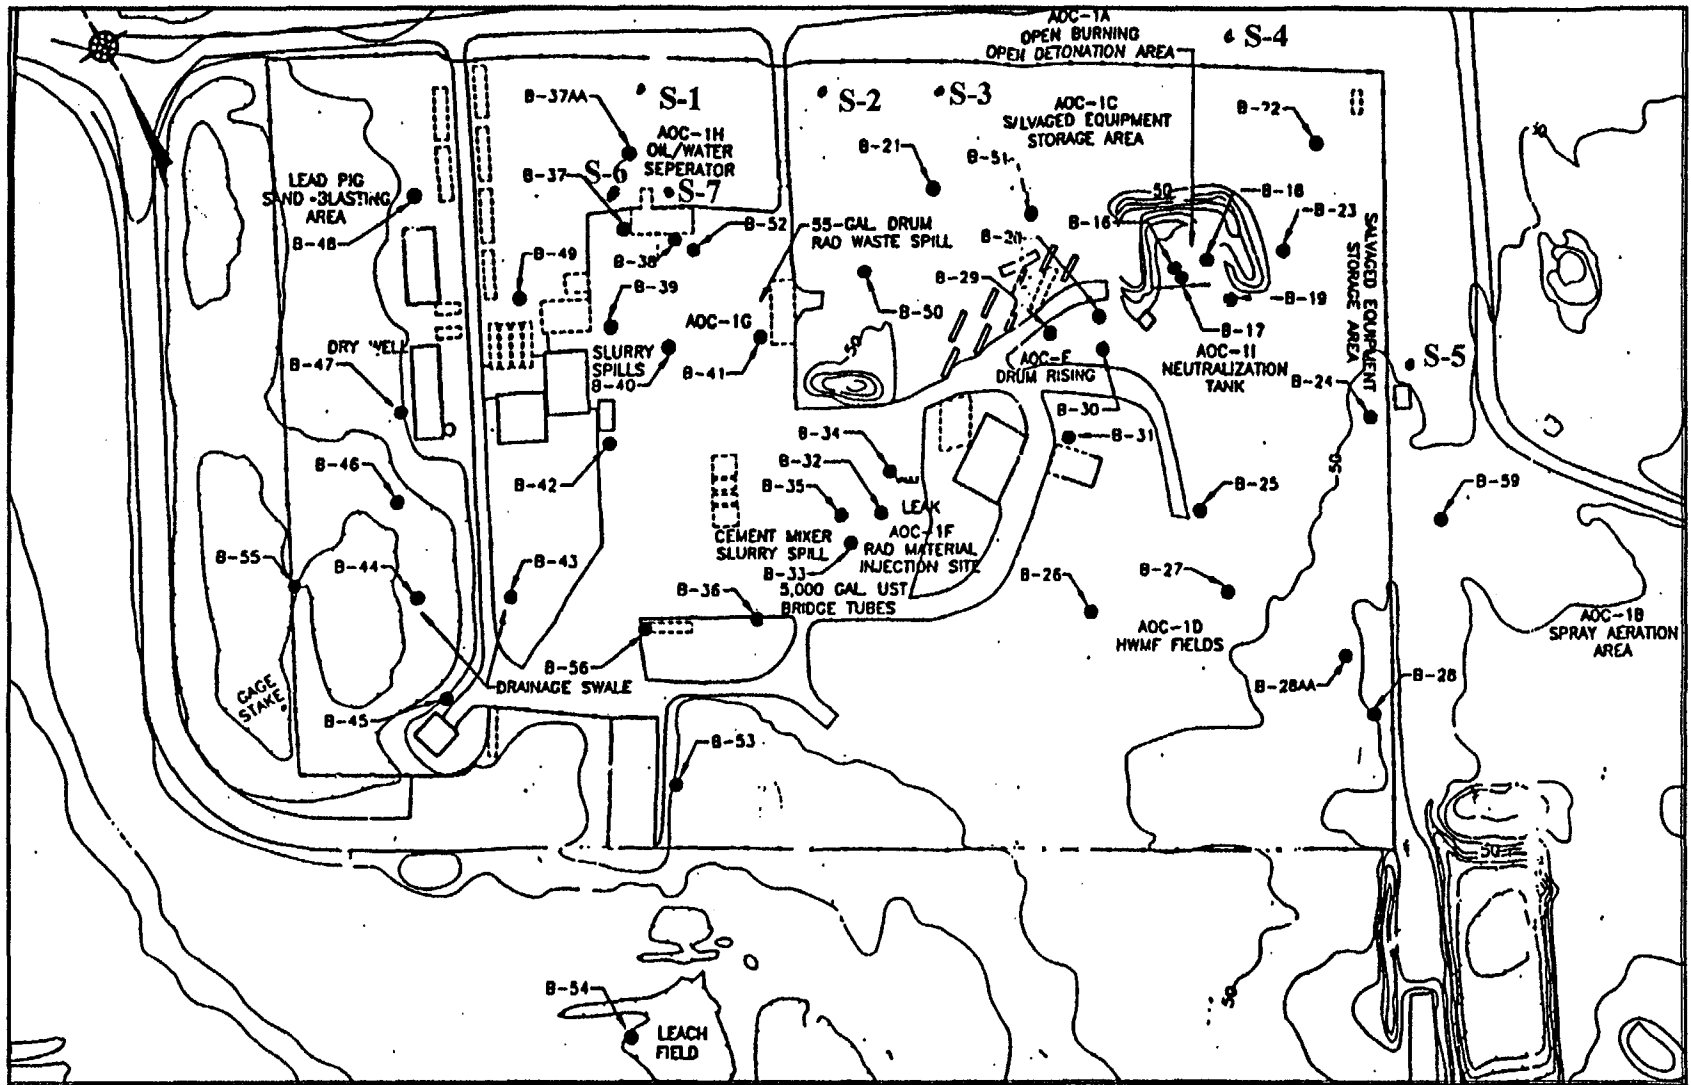 AOC-1A
OPEN BURNING
OPEN DETONATION AREA
S-4
B-37AA
S-1
S-2
S-3
AOC-1C
SALVAGED EQUIPMENT
STORAGE AREA
B-22
AOC-1H
OIL/WATER
SEPERATOR
B-21
B-51
B-37
S-6
S-7
LEAD PIG
SAND-BLASTING
AREA
B-48
50
B-18
B-16
B-23
B-52
55-GAL. DRUM
RAD WASTE SPILL
B-20
SALVAGED EQUIPMENT
STORAGE AREA
B-49
B-38
B-39
B-29
B-19
B-50
AOC-1G
B-17
50
DRY WELL
SLURRY
SPILLS
B-47
B-40
B-41
AOC-E
DRUM RISING
AOC-1I
NEUTRALIZATION
TANK
S-5
B-24
B-30
B-34
B-31
B-46
B-32
50
B-42
B-35
B-25
B-59
LEAK
CEMENT MIXER
SLURRY SPILL
AOC-1F
RAD MATERIAL
INJECTION SITE
B-55
B-44
B-43
B-33
B-26
B-27
5,000 GAL. UST
BRIDGE TUBES
B-36
AOC-1D
HWMF FIELDS
AOC-1B
SPRAY AERATION
AREA
B-56
DRAINAGE SWALE
B-28AA
B-28
GAGE
STAKE
B-45
B-53
50
B-54
50
LEACH
FIELD